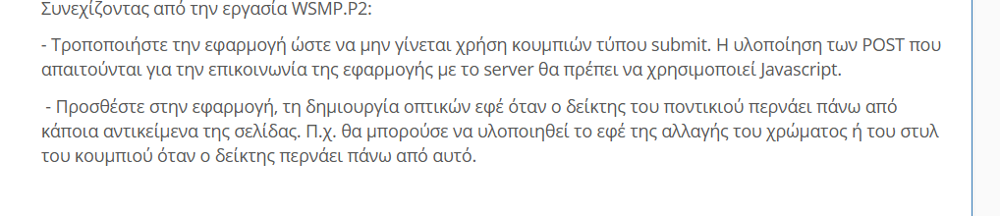 Συνεχίζοντας από την εργασία WSMP.P2:
- Τροποποιήστε την εφαρμογή ώστε να μην γίνεται χρήση κουμπιών τύπου submit. Η υλοποίηση των POST που
απαιτούνται για την επικοινωνία της εφαρμογής με το server θα πρέπει να χρησιμοποιεί Javascript.
- Προσθέστε στην εφαρμογή, τη δημιουργία οπτικών εφέ όταν ο δείκτης του ποντικιού περνάει πάνω από
κάποια αντικείμενα της σελίδας. Π.χ. θα μπορούσε να υλοποιηθεί το εφέ της αλλαγής του χρώματος ή του στυλ
του κουμπιού όταν ο δείκτης περνάει πάνω από αυτό.